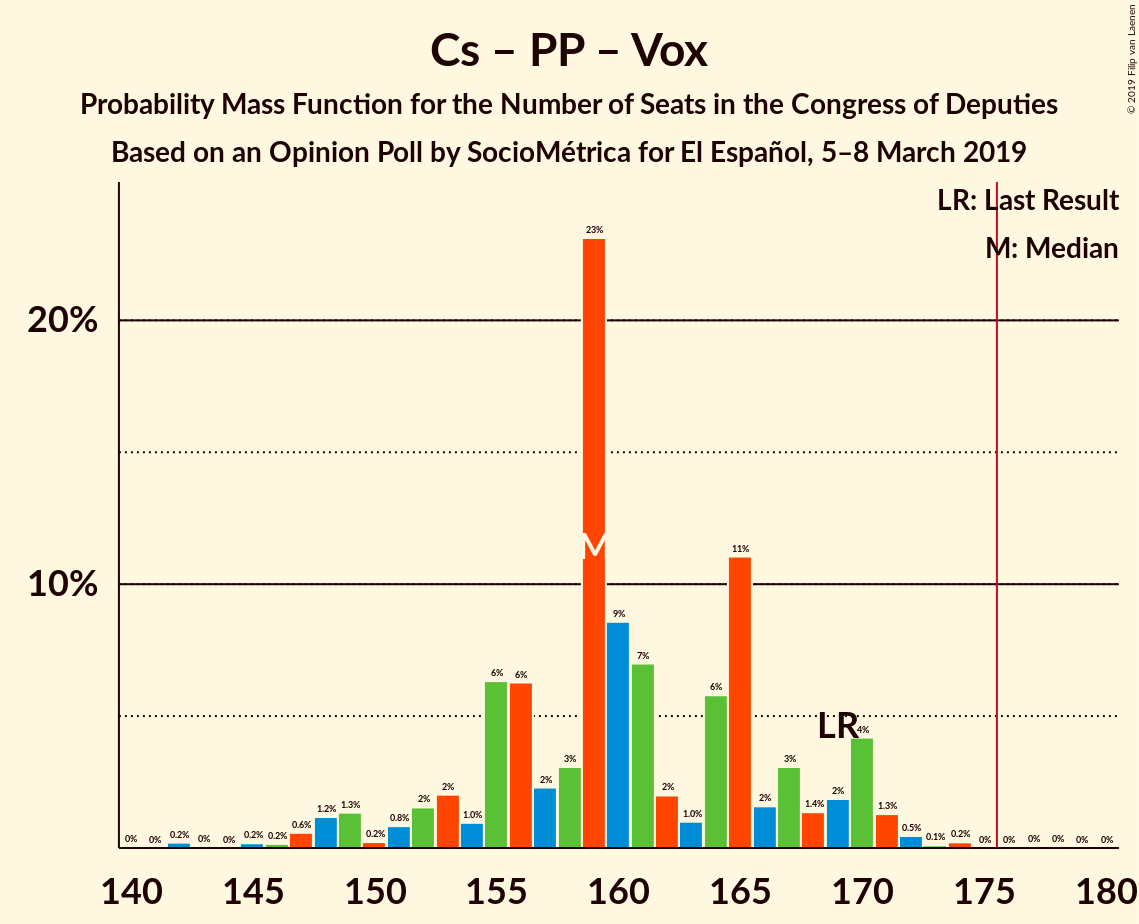 Cs – PP – Vox
Probability Mass Function for the Number of Seats in the Congress of Deputies
Based on an Opinion Poll by SocioMétrica for El Español, 5–8 March 2019
© 2019 Filip van Laenen
LR: Last Result
M: Median
20%
10%
0% 0% 0.2% 0% 0% 0.2% 0.2% 0.6% 1.2% 1.3% 0.2% 0.8% 2% 2% 1.0% 6% 6% 2% 3% 23% 9% 7% 2% 1.0% 6% 11% 2% 3% 1.4% 2% 4% 1.3% 0.5% 0.1% 0.2% 0% 0% 0% 0% 0% 0%
M
LR
140 145 150 155 160 165 170 175 180